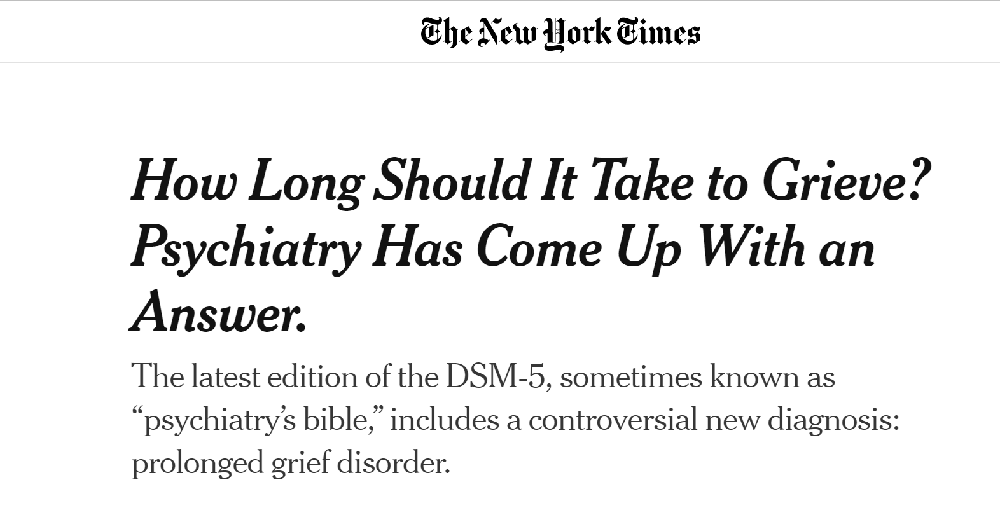 The New York Times
How Long Should It Take to Grieve?
Psychiatry Has Come Up With an
Answer.
The latest edition of the DSM-5, sometimes known as
“psychiatry’s bible,” includes a controversial new diagnosis:
prolonged grief disorder.